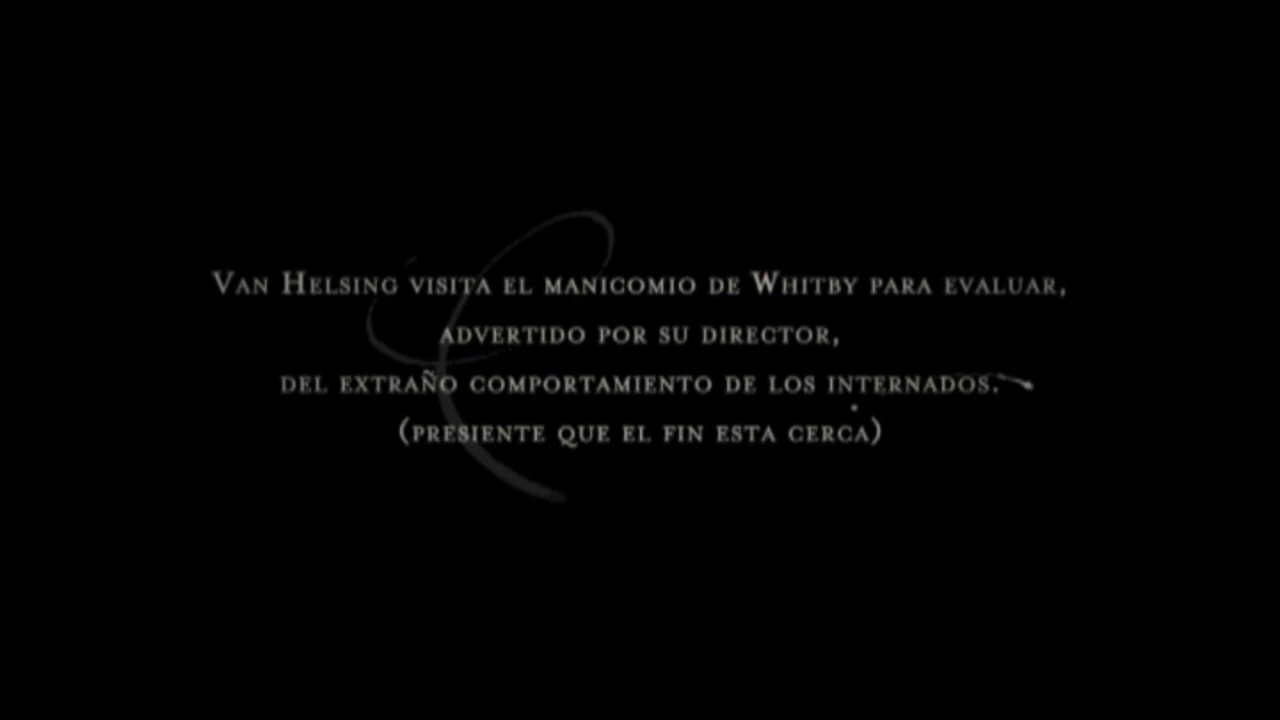 Van Helsing visita el manicomio de Whitby para evaluar,
advertido por su director,
del extraño comportamiento de los internados.
(presiente que el fin esta cerca)